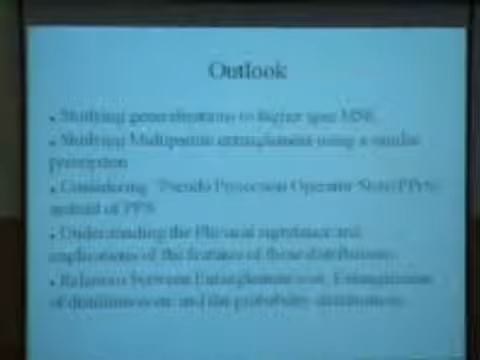 Outlook
Studying generalizations to higher spin
Studying Multipartite entanglement using a similar
prescription
Considering Pseudo Projection Operator
instead of
Understanding the Physical significance and
implications of the features of these distributions
Relations between Entanglement cost, Entanglement
of distillation etc and the probability distributions